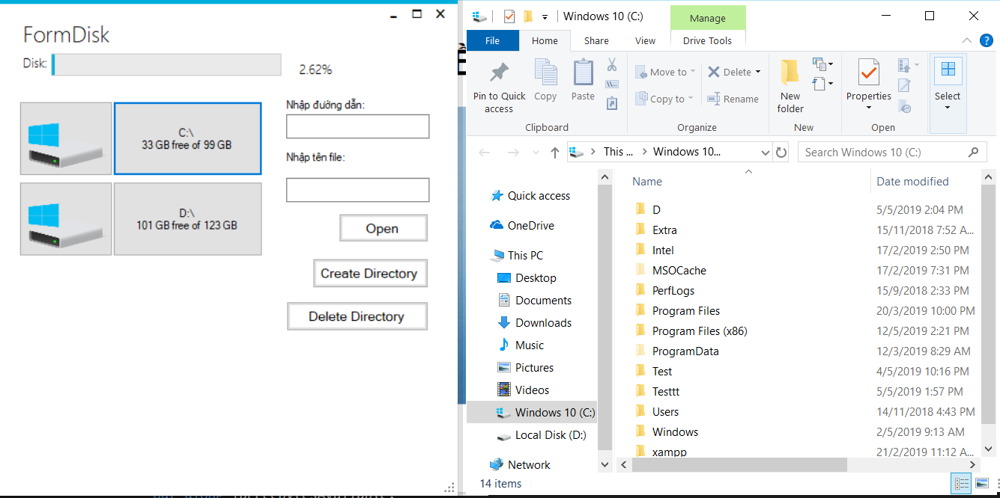 FormDisk
Disk:
2.62%
C:\
33 GB free of 99 GB
D:\
101 GB free of 123 GB
Nhập đường dẫn:
Nhập tên file:
Open
Create Directory
Delete Directory
Windows 10 (C:)
Manage
File
Home
Share
View
Drive Tools
Pin to Quick
access
Copy
Paste
Clipboard
Move to
Copy to
Delete
Rename
Organize
New
folder
New
Properties
Open
Select
This ...
Windows 10...
Search Windows 10 (C:)
Quick access
OneDrive
This PC
Desktop
Documents
Downloads
Music
Pictures
Videos
Windows 10 (C:)
Local Disk (D:)
Network
Name Date modified
D 5/5/2019 2:04 PM
Extra 15/11/2018 7:52 A...
Intel 17/2/2019 2:50 PM
MSOCache 17/2/2019 7:31 PM
PerfLogs 15/9/2018 2:33 PM
Program Files 20/3/2019 10:00 PM
Program Files (x86) 12/5/2019 2:21 PM
ProgramData 12/3/2019 8:29 AM
Test 4/5/2019 10:16 PM
Testtt 5/5/2019 1:57 PM
Users 14/11/2018 4:43 PM
Windows 2/5/2019 9:13 AM
xampp 21/2/2019 11:12 A...
14 items